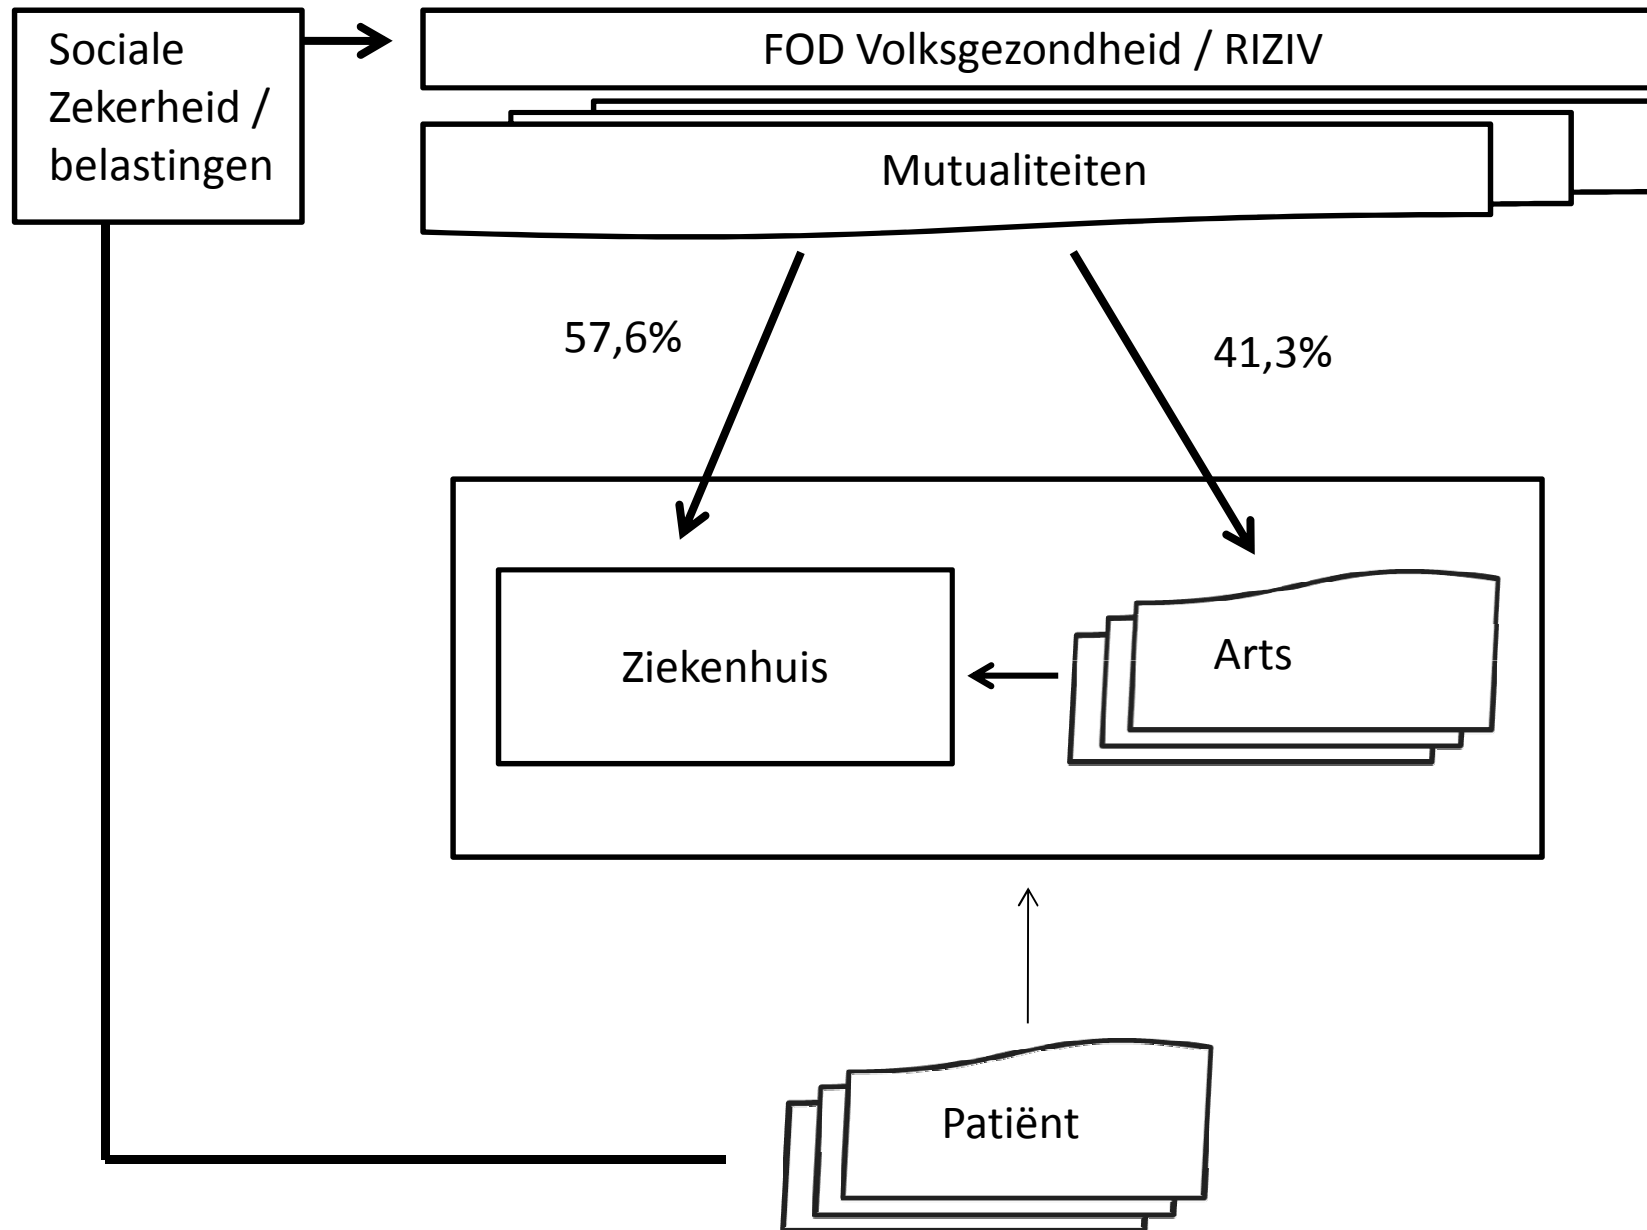 Sociale
Zekerheid /
belastingen
FOD Volksgezondheid / RIZIV
Mutualiteiten
57,6%
41,3%
Ziekenhuis
Arts
Patiënt